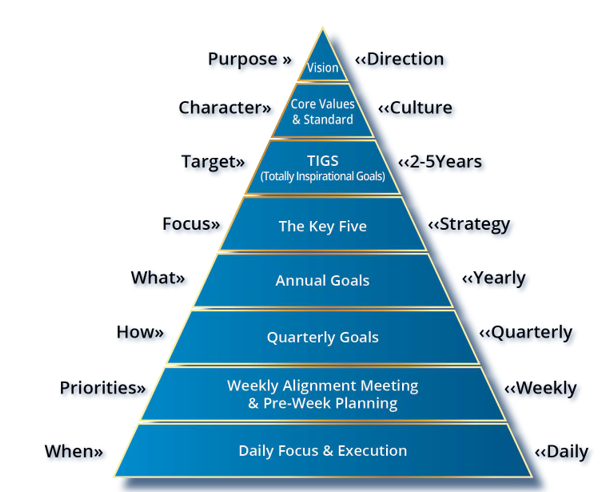 Purpose » Vision ‹‹Direction
Character» Core Values
& Standard ‹‹Culture
Target» TIGS ‹‹2-5Years
(Totally Inspirational Goals)
Focus» The Key Five ‹‹Strategy
What» Annual Goals ‹‹Yearly
How» Quarterly Goals ‹‹Quarterly
Priorities» Weekly Alignment Meeting
& Pre-Week Planning ‹‹Weekly
When» Daily Focus & Execution ‹‹Daily